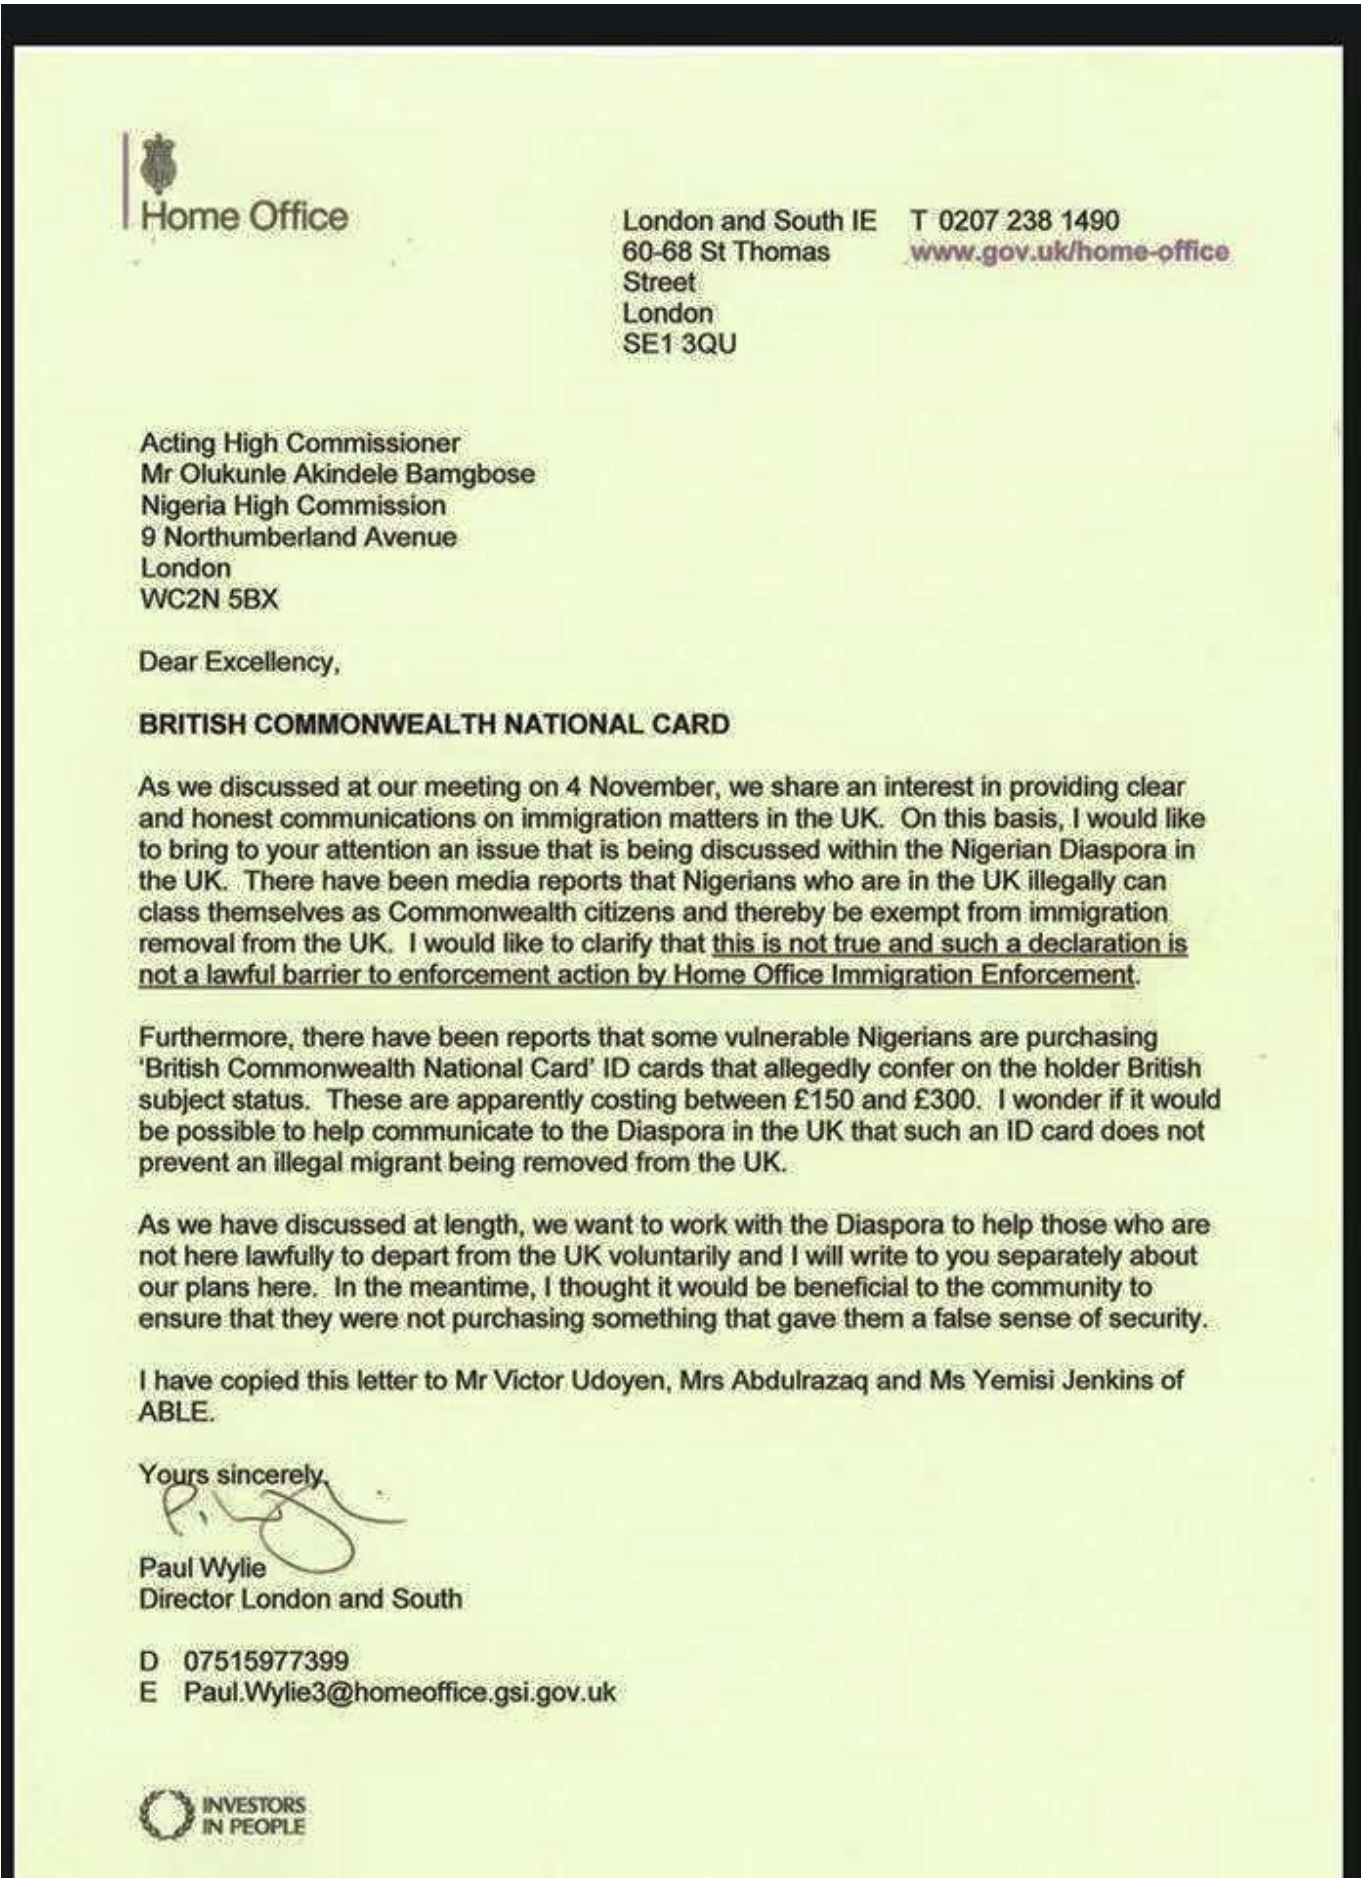 Home Office
London and South IE T 0207 238 1490
60-68 St Thomas www.gov.uk/home-office
Street
London
SE1 3QU
Acting High Commissioner
Mr Olukunle Akindele Bamgbose
Nigeria High Commission
9 Northumberland Avenue
London
WC2N 5BX
Dear Excellency,
BRITISH COMMONWEALTH NATIONAL CARD
As we discussed at our meeting on 4 November, we share an interest in providing clear
and honest communications on immigration matters in the UK. On this basis, I would like
to bring to your attention an issue that is being discussed within the Nigerian Diaspora in
the UK. There have been media reports that Nigerians who are in the UK illegally can
class themselves as Commonwealth citizens and thereby be exempt from immigration
removal from the UK. I would like to clarify that this is not true and such a declaration is
not a lawful barrier to enforcement action by Home Office Immigration Enforcement.
Furthermore, there have been reports that some vulnerable Nigerians are purchasing
'British Commonwealth National Card' ID cards that allegedly confer on the holder British
subject status. These are apparently costing between £150 and £300. I wonder if it would
be possible to help communicate to the Diaspora in the UK that such an ID card does not
prevent an illegal migrant being removed from the UK.
As we have discussed at length, we want to work with the Diaspora to help those who are
not here lawfully to depart from the UK voluntarily and I will write to you separately about
our plans here. In the meantime, I thought it would be beneficial to the community to
ensure that they were not purchasing something that gave them a false sense of security.
I have copied this letter to Mr Victor Udoyen, Mrs Abdulrazaq and Ms Yemisi Jenkins of
ABLE.
Yours sincerely,
Paul Wylie
Director London and South
D 07515977399
E Paul.Wylie3@homeoffice.gsi.gov.uk
INVESTORS
IN PEOPLE